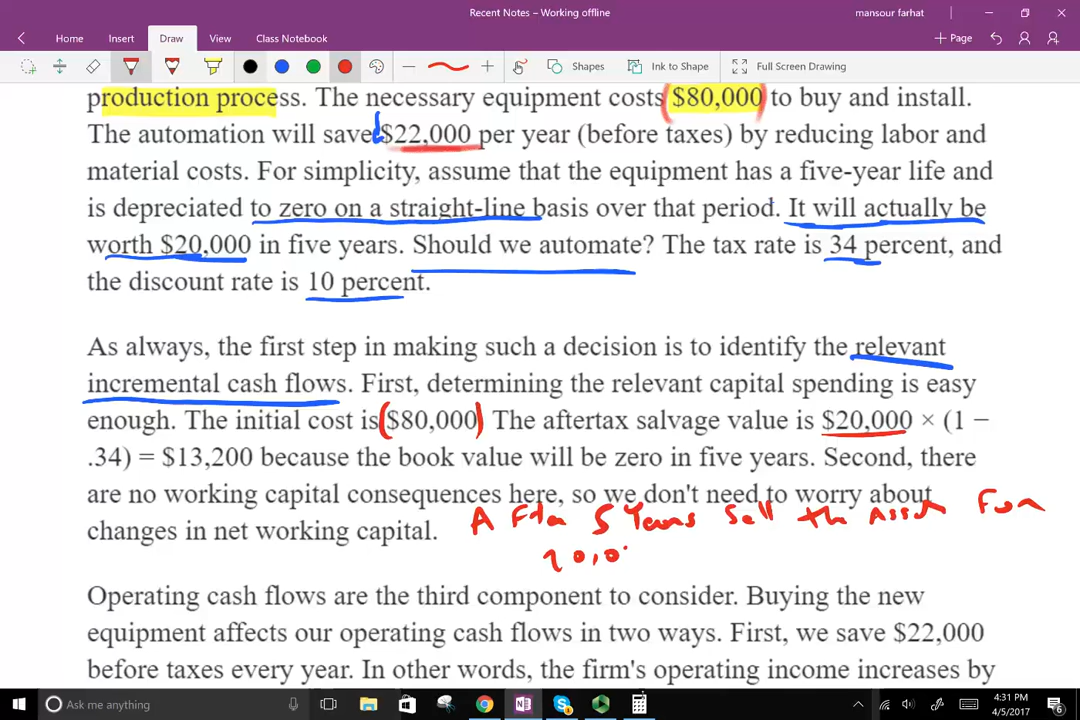 Recent Notes – Working offline
mansour farhat
Home Insert Draw View Class Notebook
Page
Shapes
Ink to Shape
Full Screen Drawing
production process. The necessary equipment costs $80,000 to buy and install.
The automation will save $22,000 per year (before taxes) by reducing labor and
material costs. For simplicity, assume that the equipment has a five-year life and
is depreciated to zero on a straight-line basis over that period. It will actually be
worth $20,000 in five years. Should we automate? The tax rate is 34 percent, and
the discount rate is 10 percent.
As always, the first step in making such a decision is to identify the relevant
incremental cash flows. First, determining the relevant capital spending is easy
enough. The initial cost is ($80,000) The aftertax salvage value is $20,000 × (1 −
.34) = $13,200 because the book value will be zero in five years. Second, there
are no working capital consequences here, so we don't need to worry about
changes in net working capital.
After 5 Years Sell the Asset For
20,0
Operating cash flows are the third component to consider. Buying the new
equipment affects our operating cash flows in two ways. First, we save $22,000
before taxes every year. In other words, the firm's operating income increases by
Ask me anything
4:31 PM
4/5/2017
6